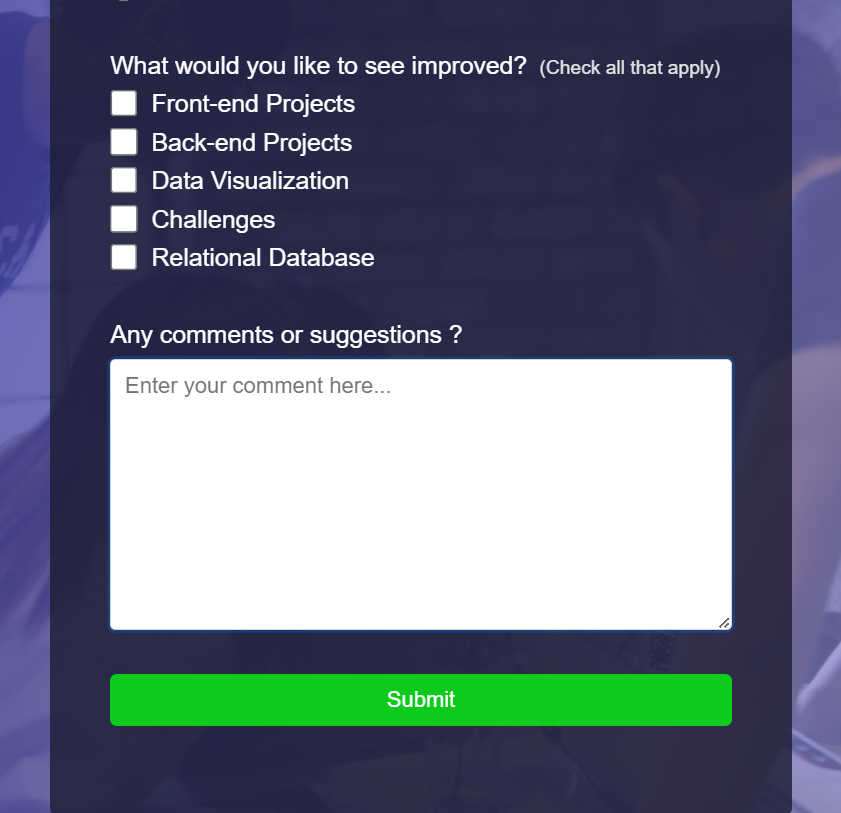 What would you like to see improved? (Check all that apply)
Front-end Projects
Back-end Projects
Data Visualization
Challenges
Relational Database
Any comments or suggestions ?
Enter your comment here...
Submit